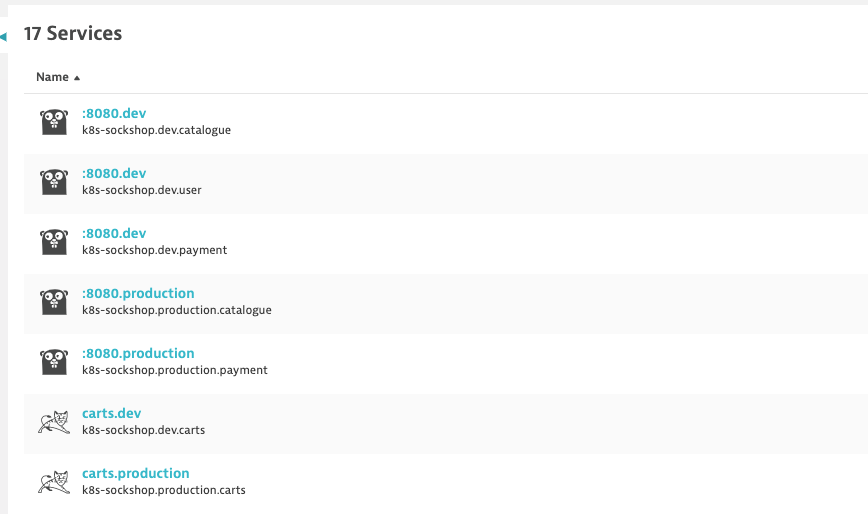 17 Services
Name
:8080.dev
k8s-sockshop.dev.catalogue
:8080.dev
k8s-sockshop.dev.user
:8080.dev
k8s-sockshop.dev.payment
:8080.production
k8s-sockshop.production.catalogue
:8080.production
k8s-sockshop.production.payment
carts.dev
k8s-sockshop.dev.carts
carts.production
k8s-sockshop.production.carts